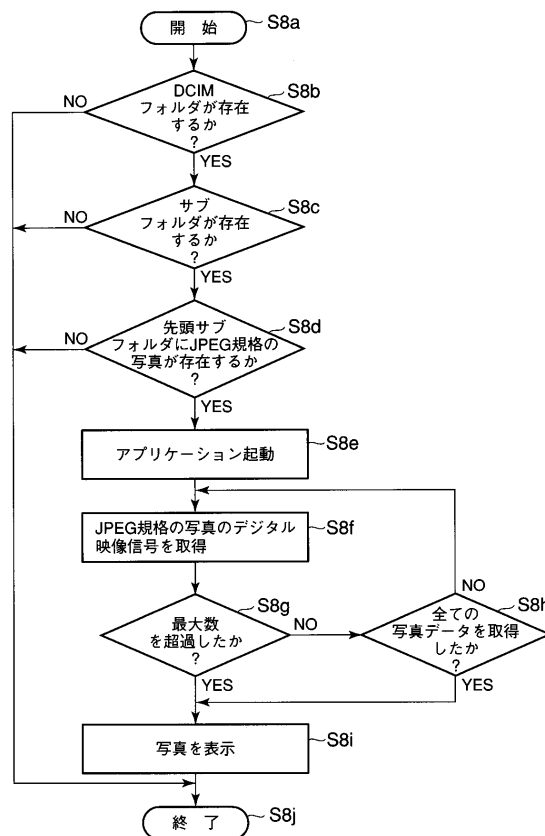 開 始
S8a
DCIM
フォルダが存在
するか
?
S8b
NO
YES
サブ
フォルダが存在
するか
?
S8c
NO
YES
先頭サブ
フォルダにJPEG規格の
写真が存在するか
?
S8d
NO
YES
アプリケーション起動
S8e
JPEG規格の写真のデジタル
映像信号を取得
S8f
最大数
を超過したか
?
S8g
NO
YES
全ての
写真データを取得
したか
?
S8h
NO
YES
写真を表示
S8i
終 了
S8j